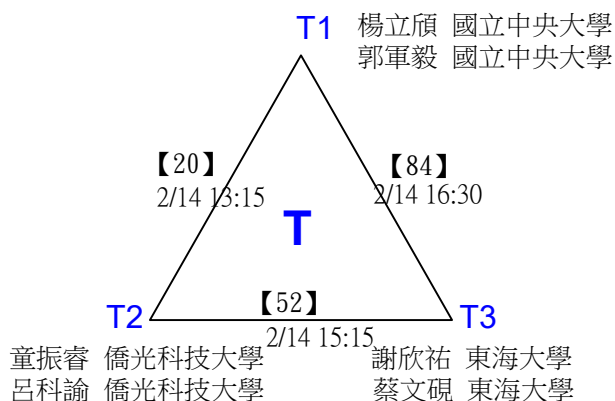 T1
楊立頎 國立中央大學
郭軍毅 國立中央大學
【20】
2/14 13:15
【84】
2/14 16:30
T
【52】
2/14 15:15
T2
T3
童振睿 僑光科技大學
呂科諭 僑光科技大學
謝欣祐 東海大學
蔡文硯 東海大學